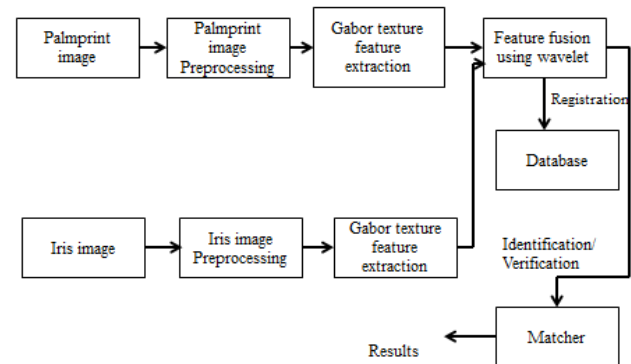 Palmprint
image
Palmprint
image
Preprocessing
Gabor texture
feature
extraction
Feature fusion
using wavelet
Registration
Database
Iris image
Iris image
Preprocessing
Gabor texture
feature
extraction
Identification/
Verification
Matcher
Results